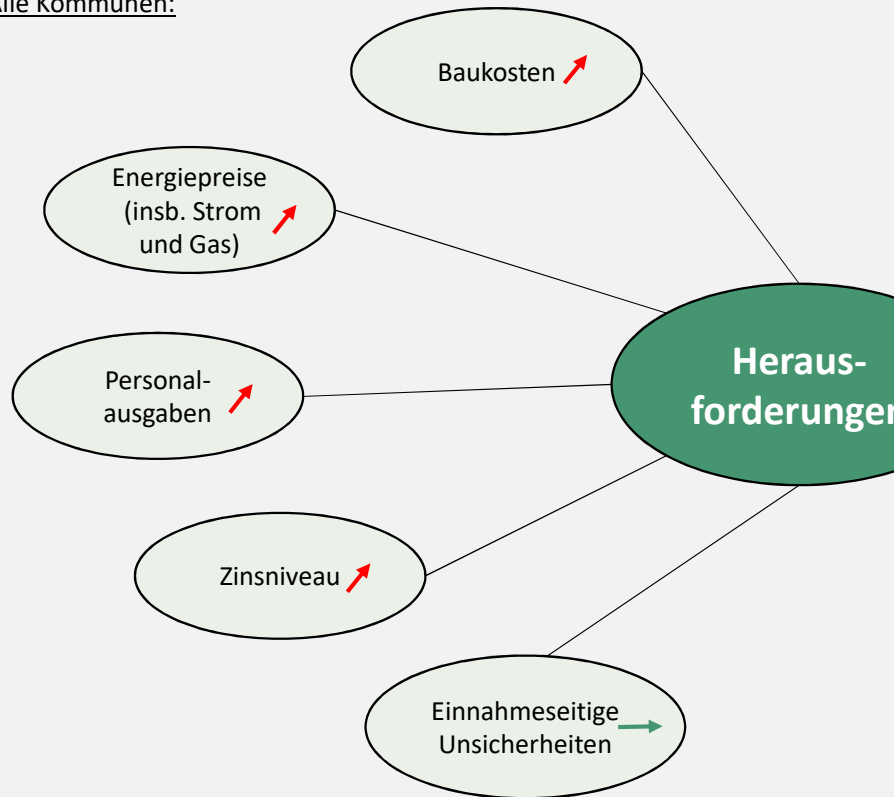 Alle Kommunen:
Baukosten
Energiepreise
(insb. Strom
und Gas)
Personal-
ausgaben
Zinsniveau
Einnahmeseitige
Unsicherheiten
Heraus-
forderungen